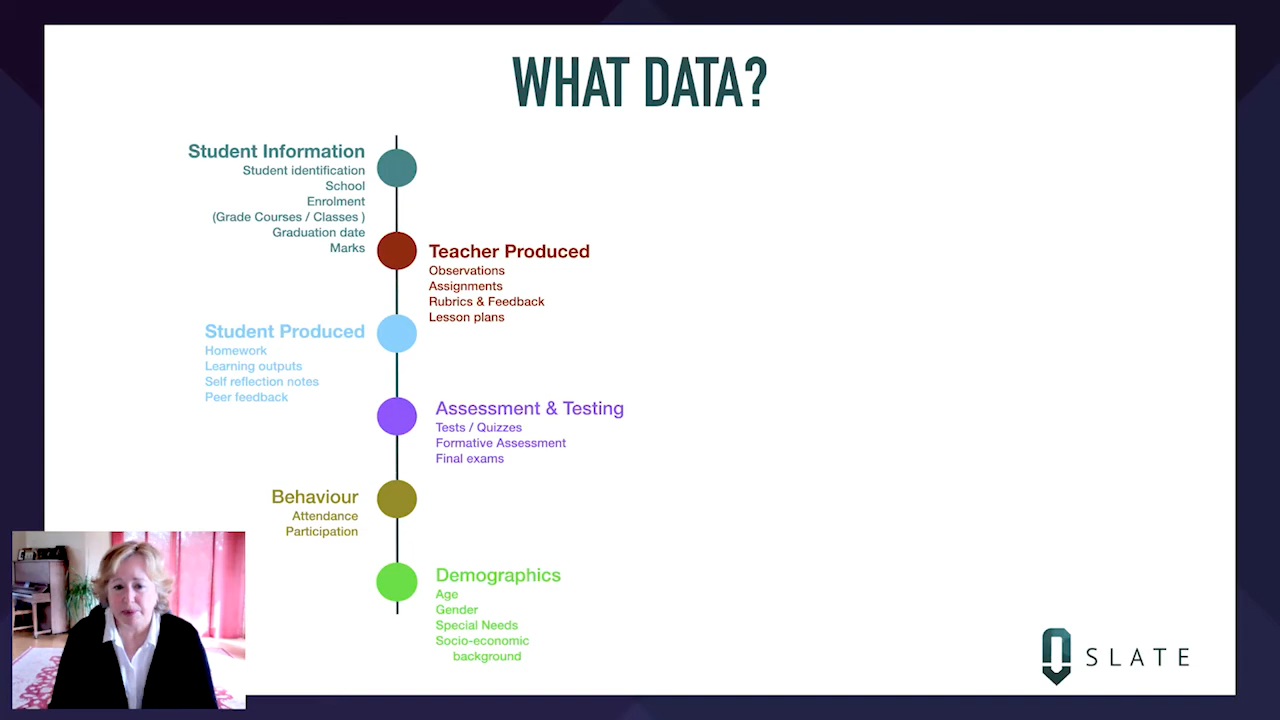 WHAT DATA?
Student Information
Student identification
School
Enrolment
(Grade Courses / Classes )
Graduation date
Marks
Teacher Produced
Observations
Assignments
Rubrics & Feedback
Lesson plans
Student Produced
Homework
Learning outputs
Self reflection notes
Peer feedback
Assessment & Testing
Tests / Quizzes
Formative Assessment
Final exams
Behaviour
Attendance
Participation
Demographics
Age
Gender
Special Needs
Socio-economic
background
SLATE